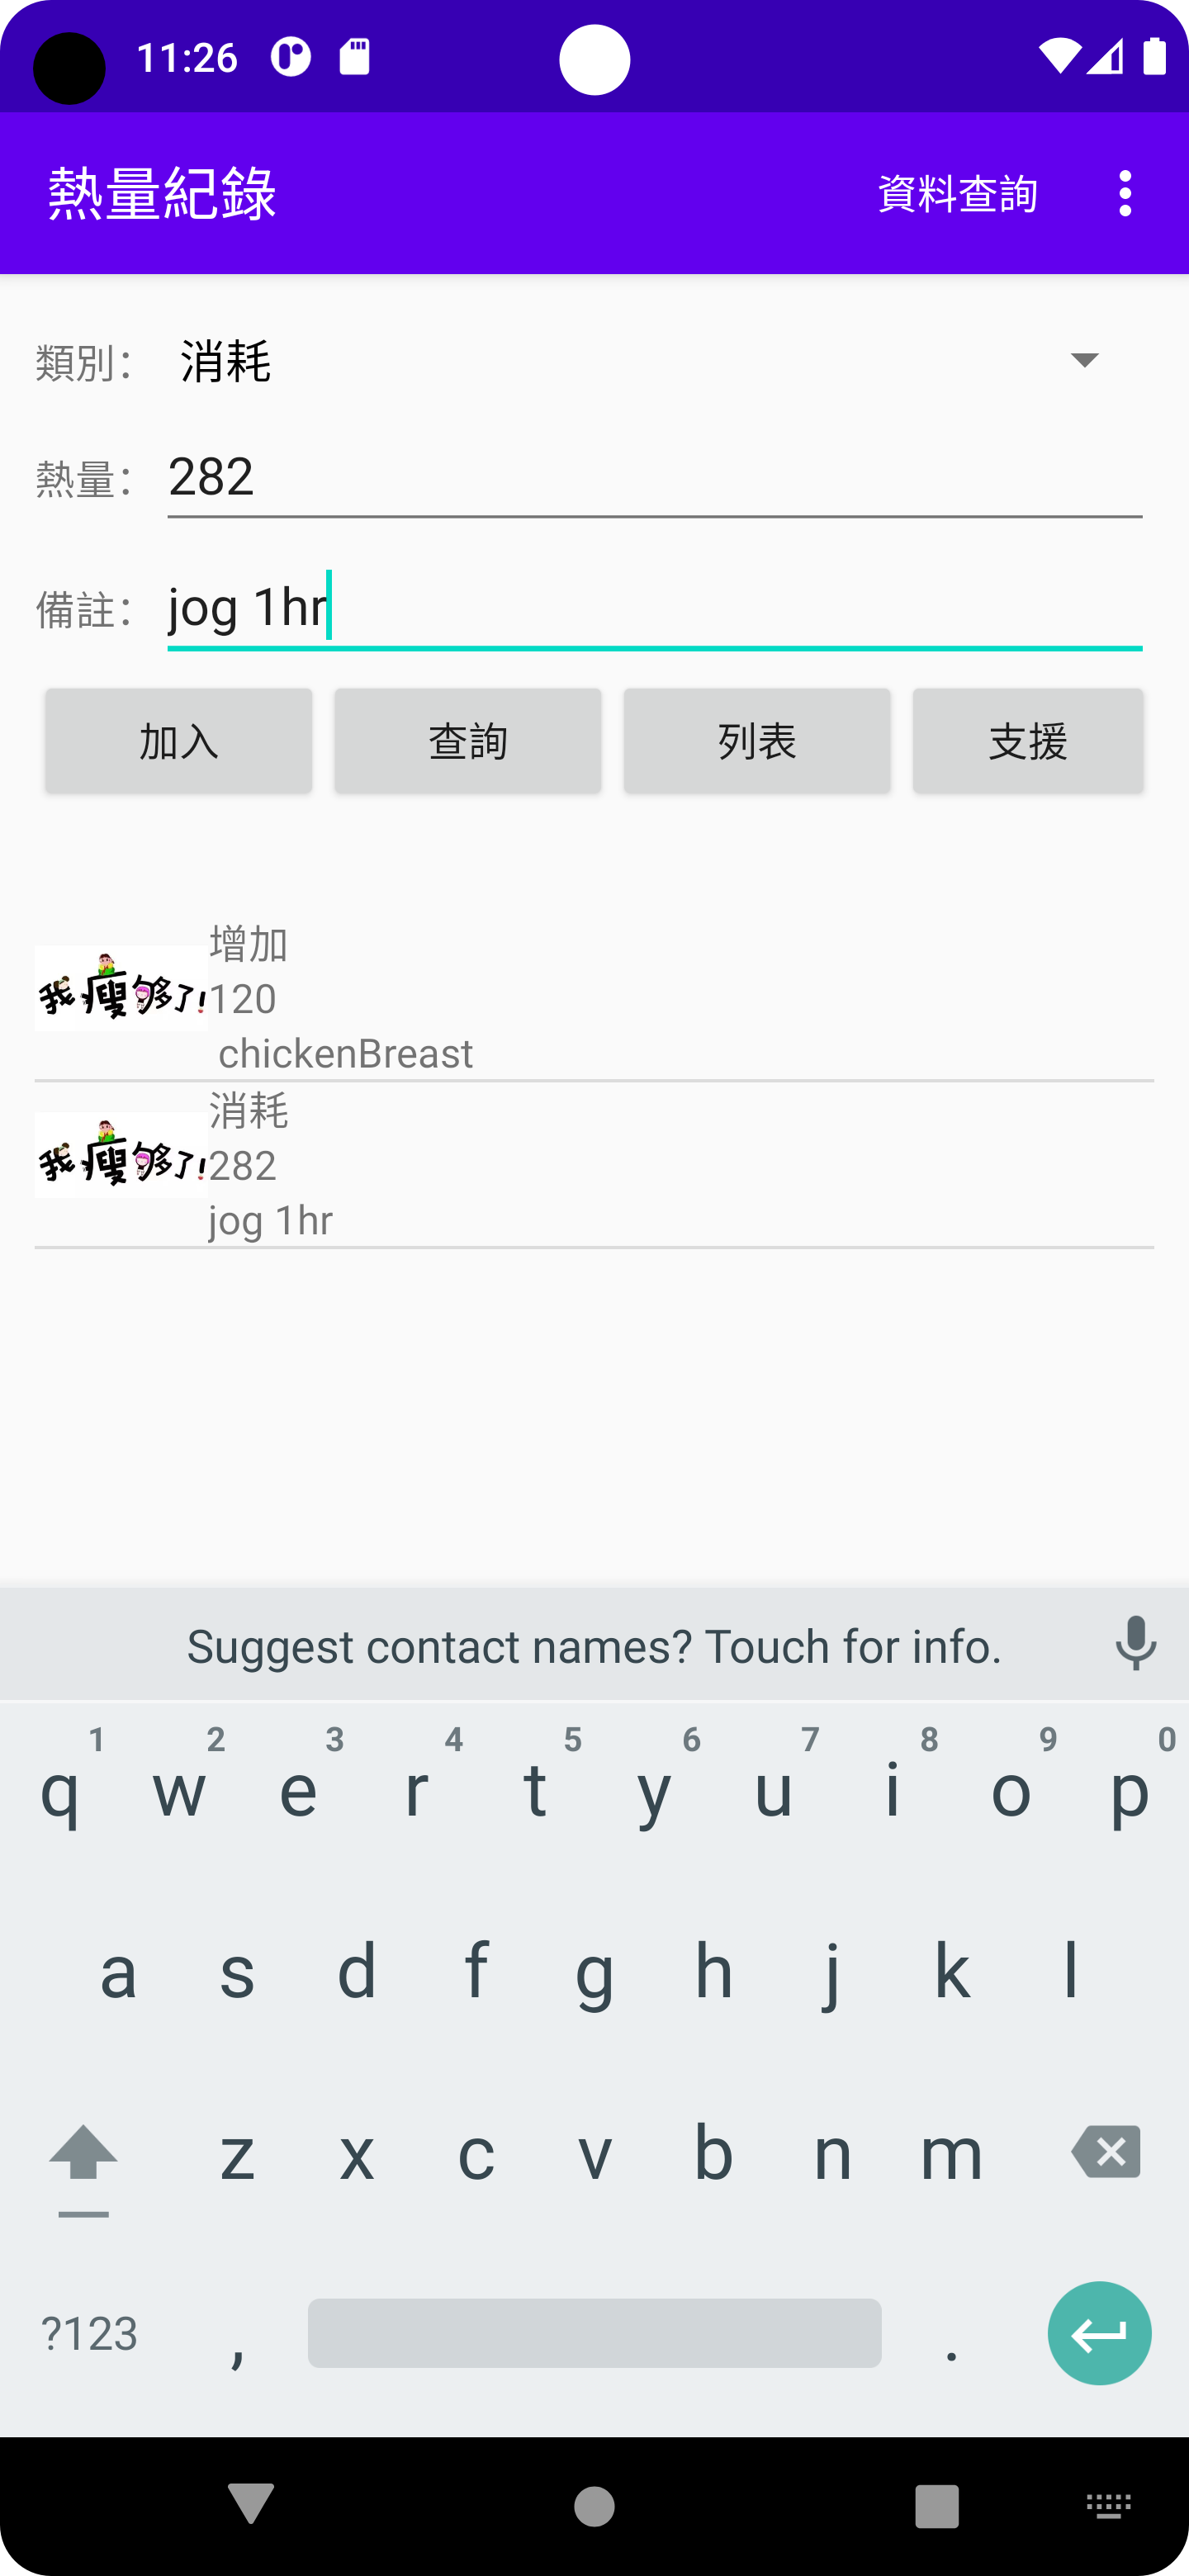 11:26
熱量紀錄 資料查詢
類別： 消耗
熱量： 282
備註： jog 1hr
加入 查詢 列表 支援
增加
我瘦够了!
120
chickenBreast
消耗
我瘦够了!
282
jog 1hr
Suggest contact names? Touch for info.
1 2 3 4 5 6 7 8 9 0
q w e r t y u i o p
a s d f g h j k l
z x c v b n m
?123 , .